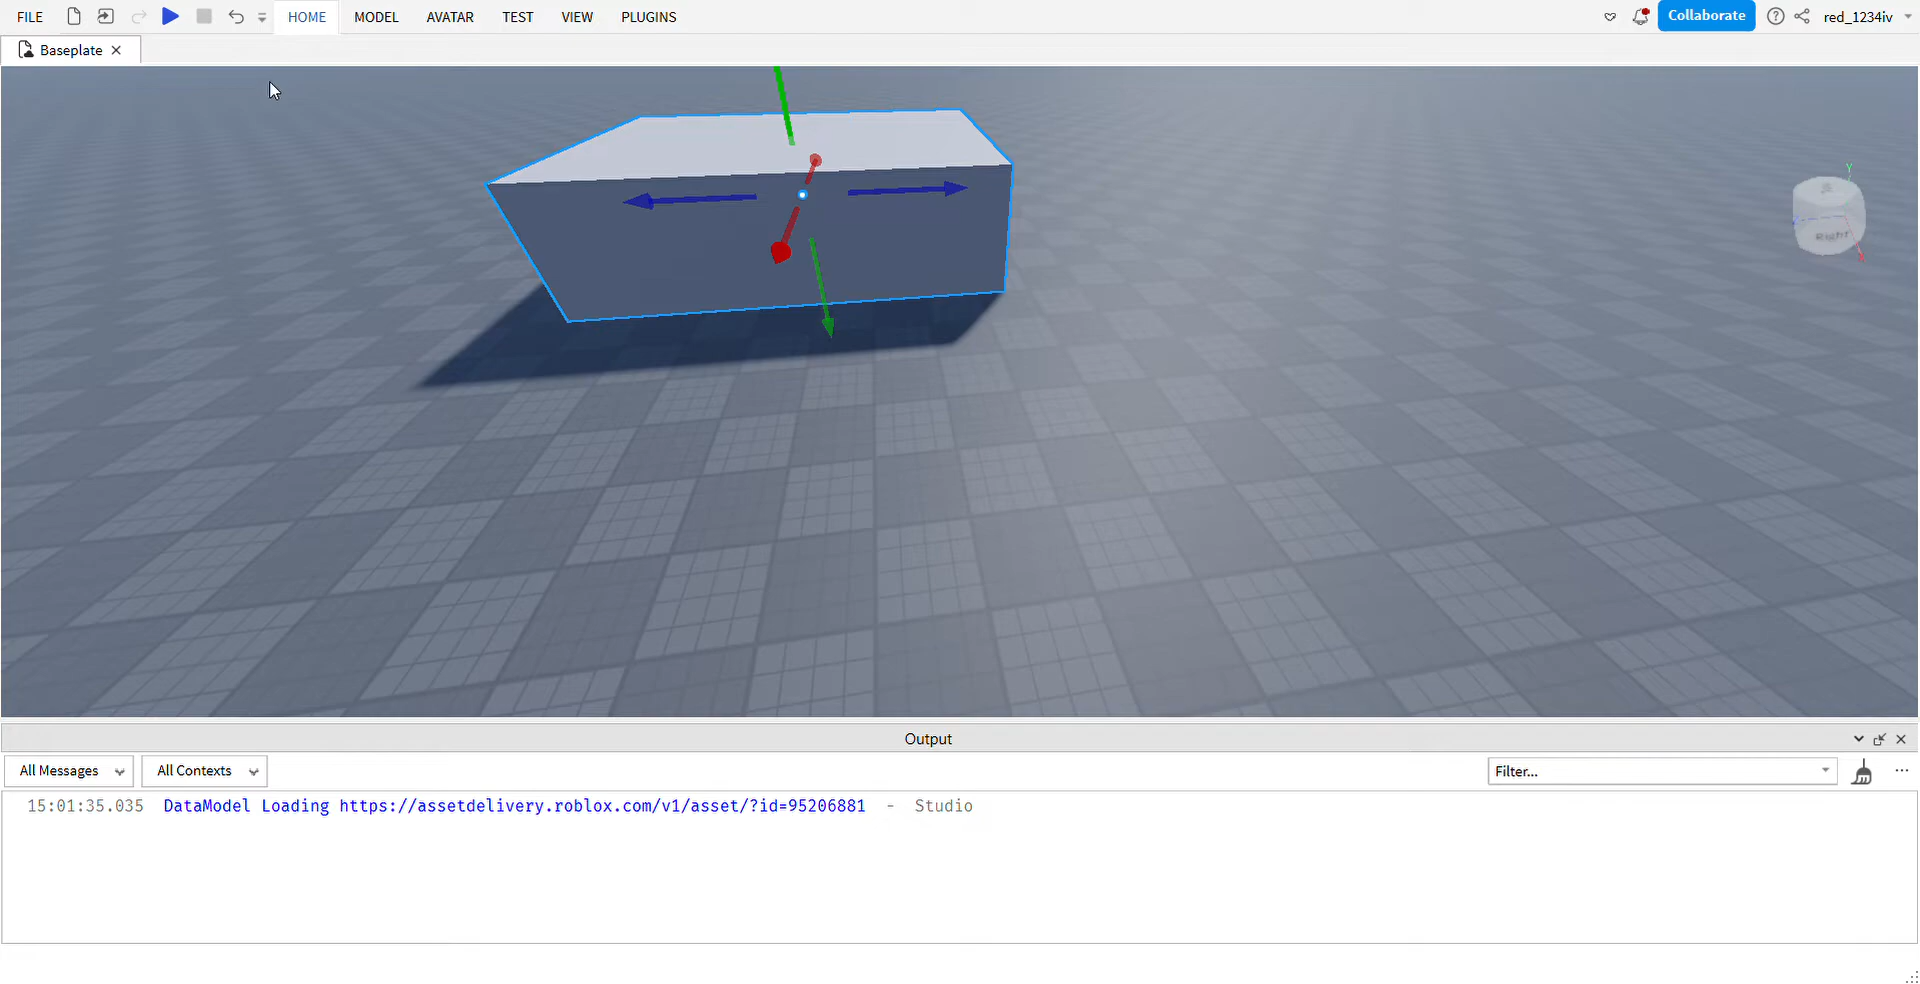 FILE HOME MODEL AVATAR TEST VIEW PLUGINS Collaborate red_1234iv
Baseplate
Y
Right
X
Output
All Messages All Contexts Filter...
15:01:35.035 DataModel Loading https://assetdelivery.roblox.com/v1/asset/?id=95206881 - Studio